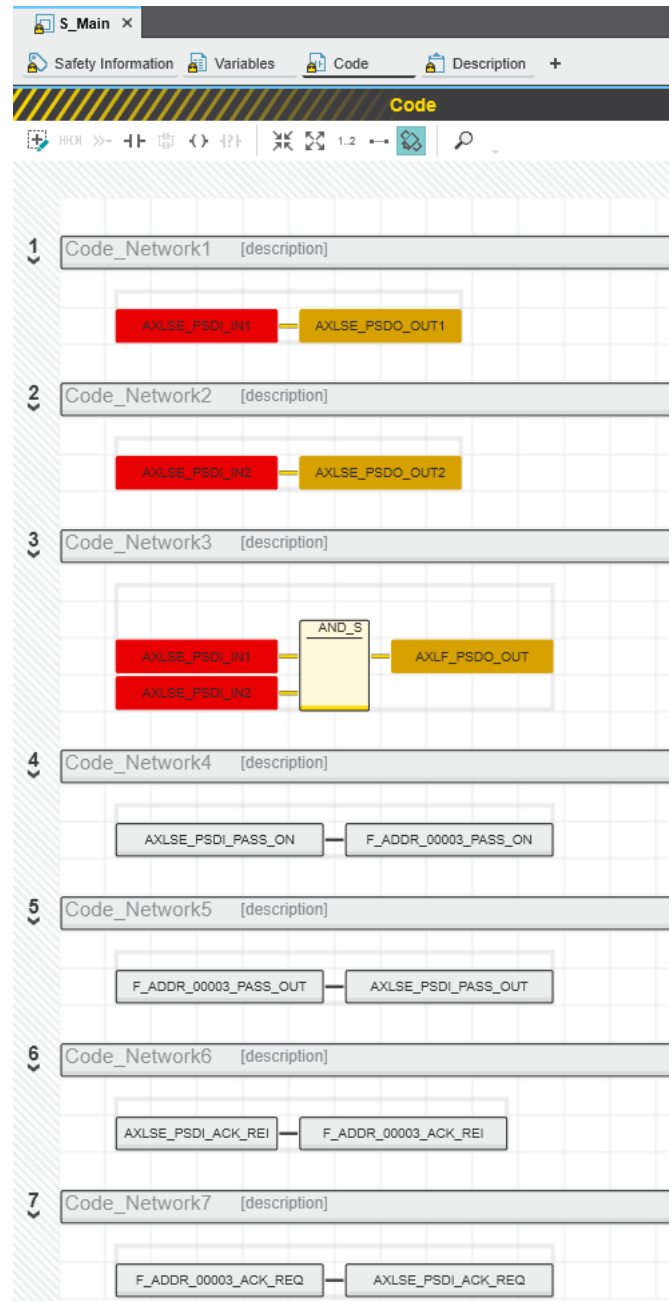 S_Main ×
Safety Information Variables Code Description +
Code
1..2
1 Code_Network1 [description]
AXLSE_PSDI_IN1 AXLSE_PSDO_OUT1
2 Code_Network2 [description]
AXLSE_PSDI_IN2 AXLSE_PSDO_OUT2
3 Code_Network3 [description]
AND_S
AXLSE_PSDI_IN1 AXLF_PSDO_OUT
AXLSE_PSDI_IN2
4 Code_Network4 [description]
AXLSE_PSDI_PASS_ON F_ADDR_00003_PASS_ON
5 Code_Network5 [description]
F_ADDR_00003_PASS_OUT AXLSE_PSDI_PASS_OUT
6 Code_Network6 [description]
AXLSE_PSDI_ACK_REI F_ADDR_00003_ACK_REI
7 Code_Network7 [description]
F_ADDR_00003_ACK_REQ AXLSE_PSDI_ACK_REQ